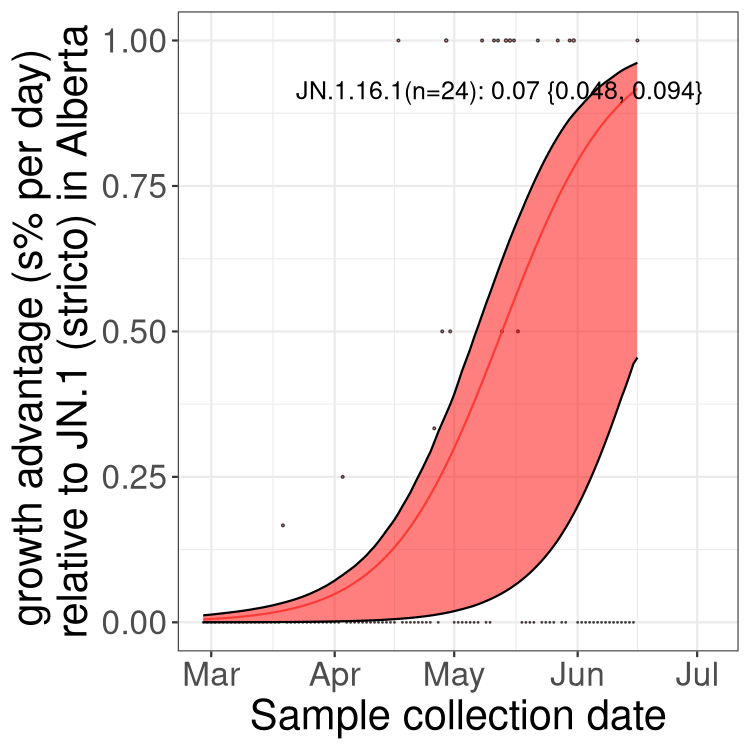 growth advantage (s% per day)
relative to JN.1 (stricto) in Alberta
1.00
0.75
0.50
0.25
0.00
JN.1.16.1(n=24): 0.07 {0.048, 0.094}
Mar Apr May Jun Jul
Sample collection date